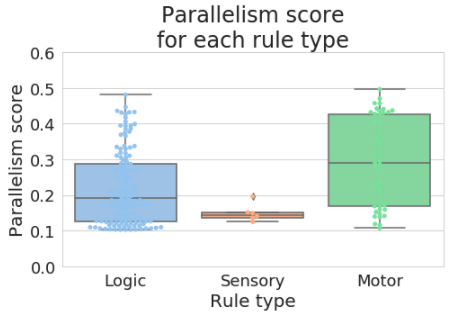 Parallelism score
for each rule type
Parallelism score
0.6
0.5
0.4
0.3
0.2
0.1
0.0
Logic
Sensory
Motor
Rule type